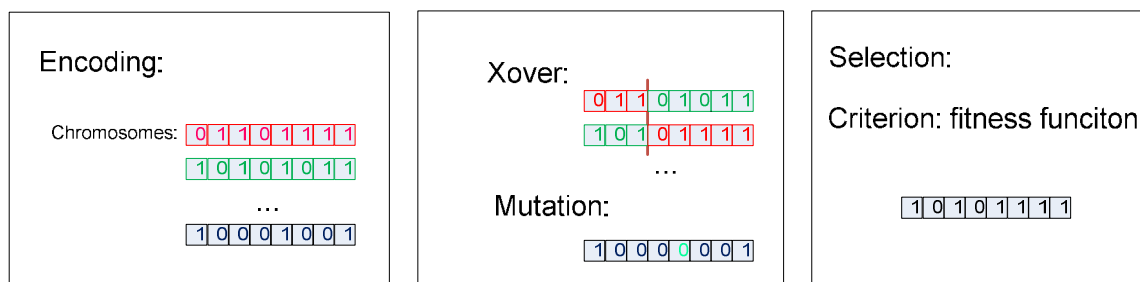 Encoding:
Chromosomes: 0 1 1 0 1 1 1 1
1 0 1 0 1 0 1 1
...
1 0 0 0 1 0 0 1
Xover:
0 1 1 0 1 0 1 1
1 0 1 0 1 1 1 1
...
Mutation:
1 0 0 0 0 0 0 1
Selection:
Criterion: fitness funciton
1 0 1 0 1 1 1 1